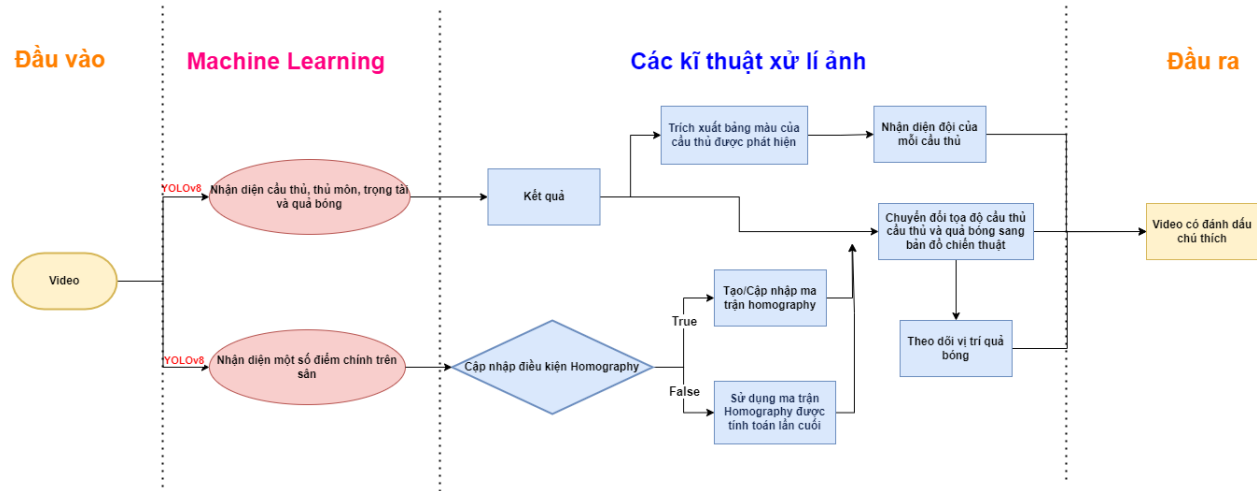 Đầu vào
Machine Learning
Các kĩ thuật xử lí ảnh
Đầu ra
Trích xuất bảng màu của
cầu thủ được phát hiện
Nhận diện đội của
mỗi cầu thủ
YOLOv8
Nhận diện cầu thủ, thủ môn, trọng tài
và quả bóng
Kết quả
Chuyển đổi tọa độ cầu thủ
cầu thủ và quả bóng sang
bản đồ chiến thuật
Video có đánh dấu
chú thích
Video
Tạo/Cập nhập ma
trận homography
True
Theo dõi vị trí quả
bóng
YOLOv8
Nhận diện một số điểm chính trên
sân
Cập nhập điều kiện Homography
False
Sử dụng ma trận
Homography được
tính toán lần cuối